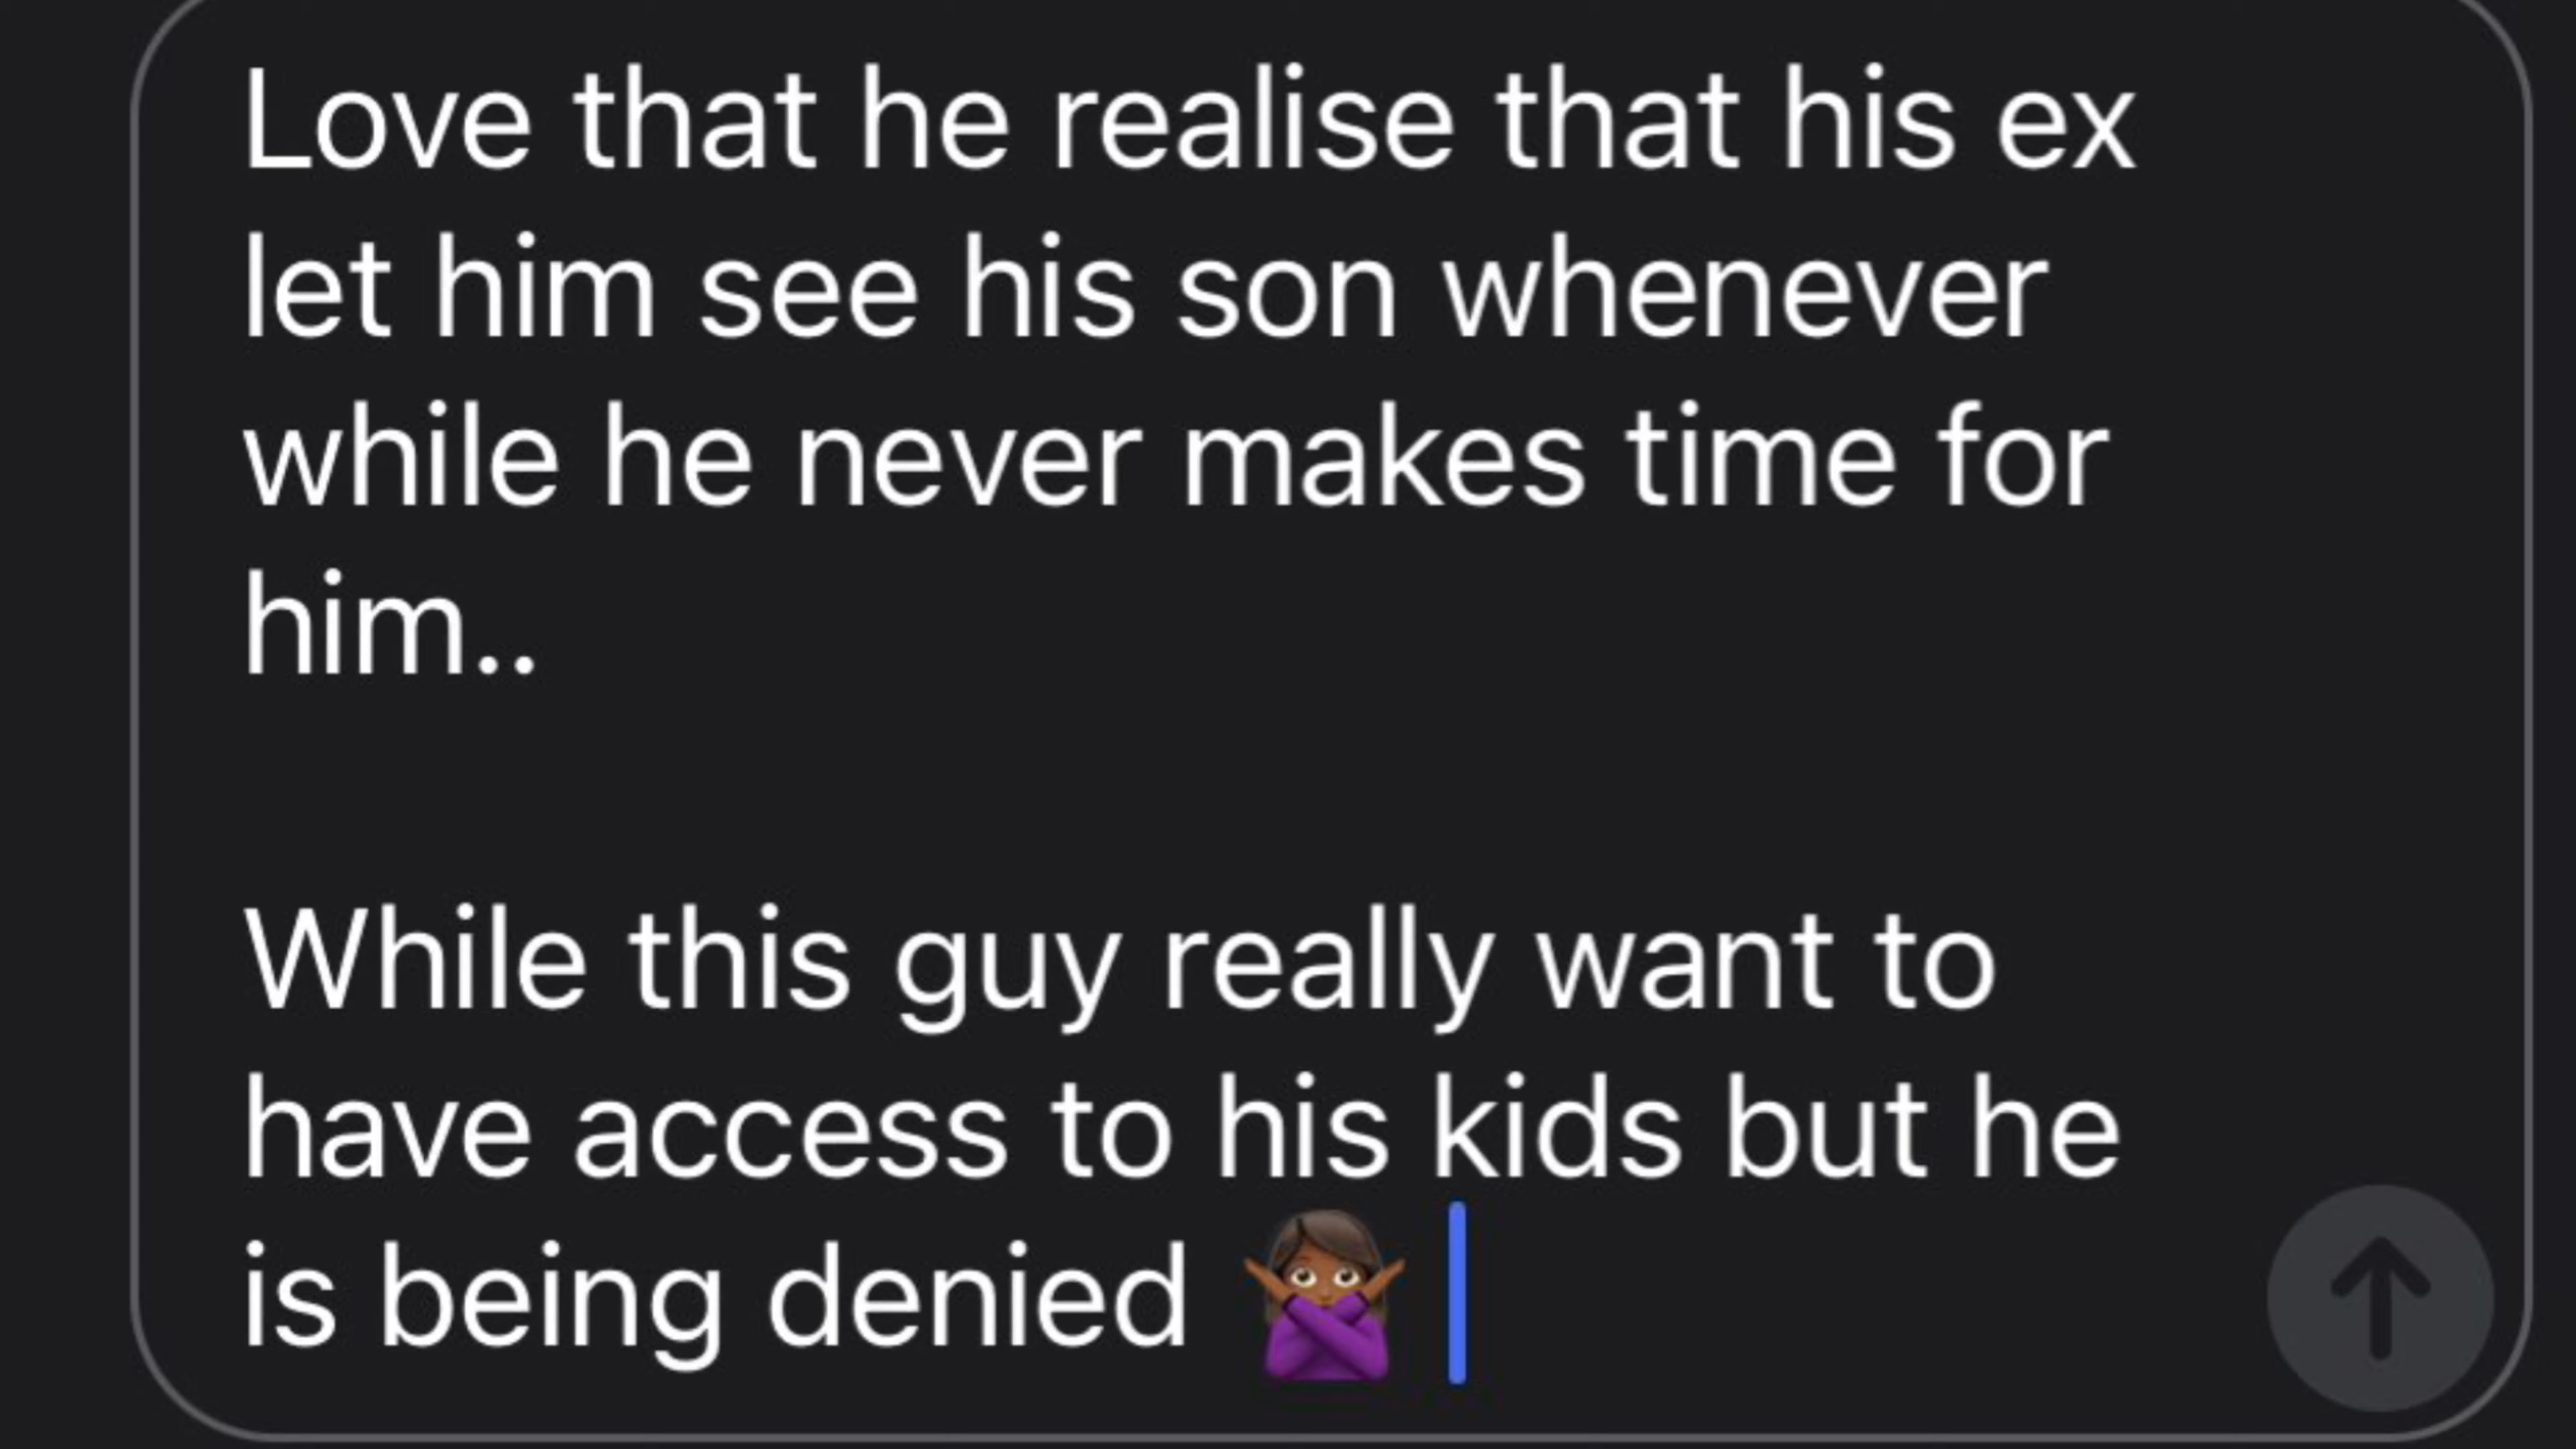 Love that he realise that his ex
let him see his son whenever
while he never makes time for
him..
While this guy really want to
have access to his kids but he
is being denied 🙅🏾‍♀️